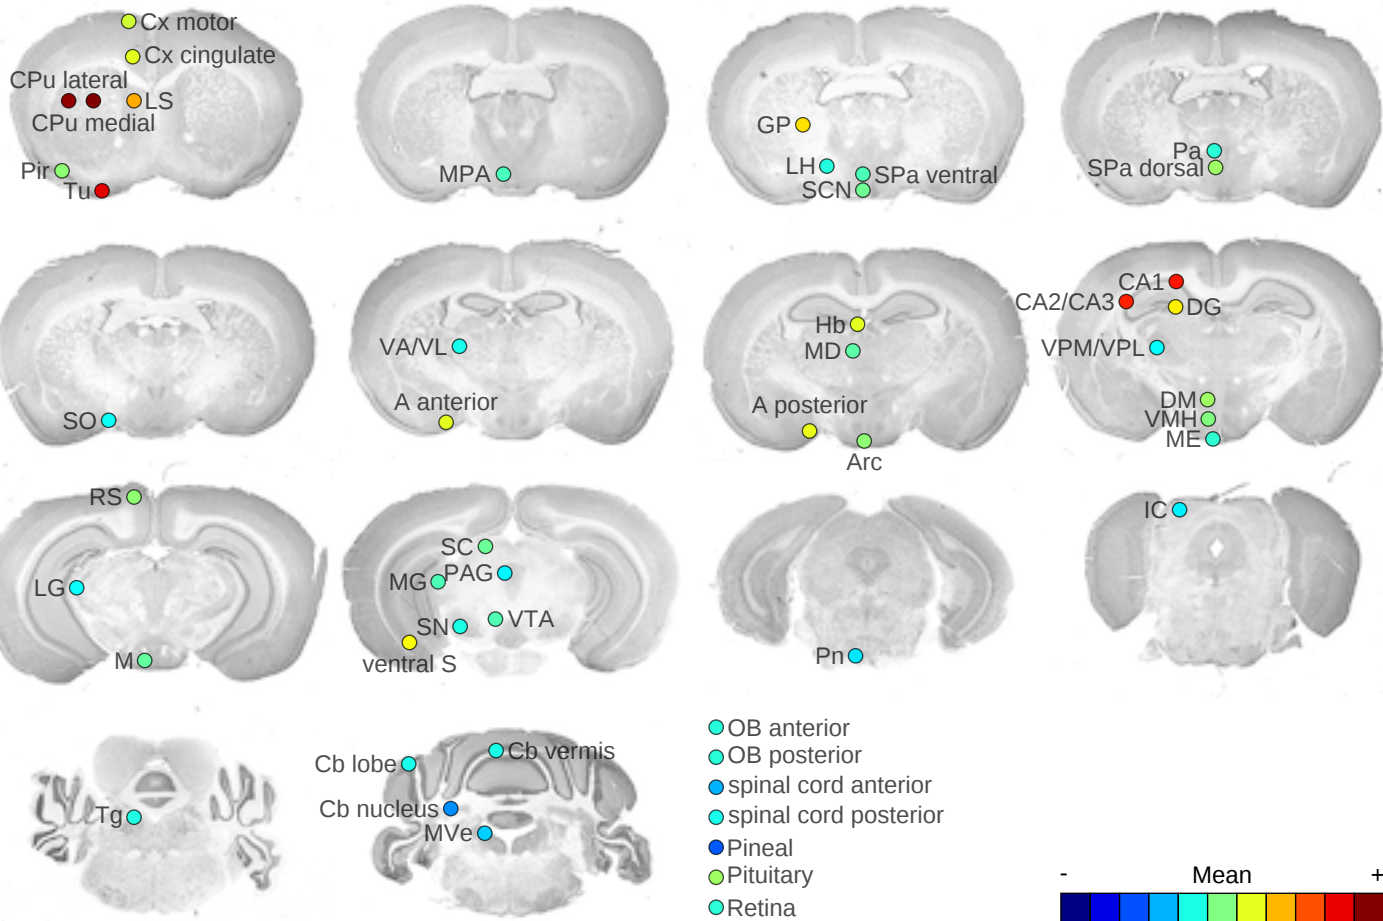 Cx motor
Cx cingulate
CPu lateral
LS
CPu medial
Pir
Tu
MPA
GP
LH
SPa ventral
SCN
Pa
SPa dorsal
SO
VA/VL
A anterior
Hb
MD
A posterior
Arc
CA1
CA2/CA3
DG
VPM/VPL
DM
VMH
ME
RS
LG
M
SC
PAG
MG
SN
VTA
ventral S
Pn
IC
Tg
Cb vermis
Cb lobe
Cb nucleus
MVe
OB anterior
OB posterior
spinal cord anterior
spinal cord posterior
Pineal
Pituitary
Retina
- Mean +